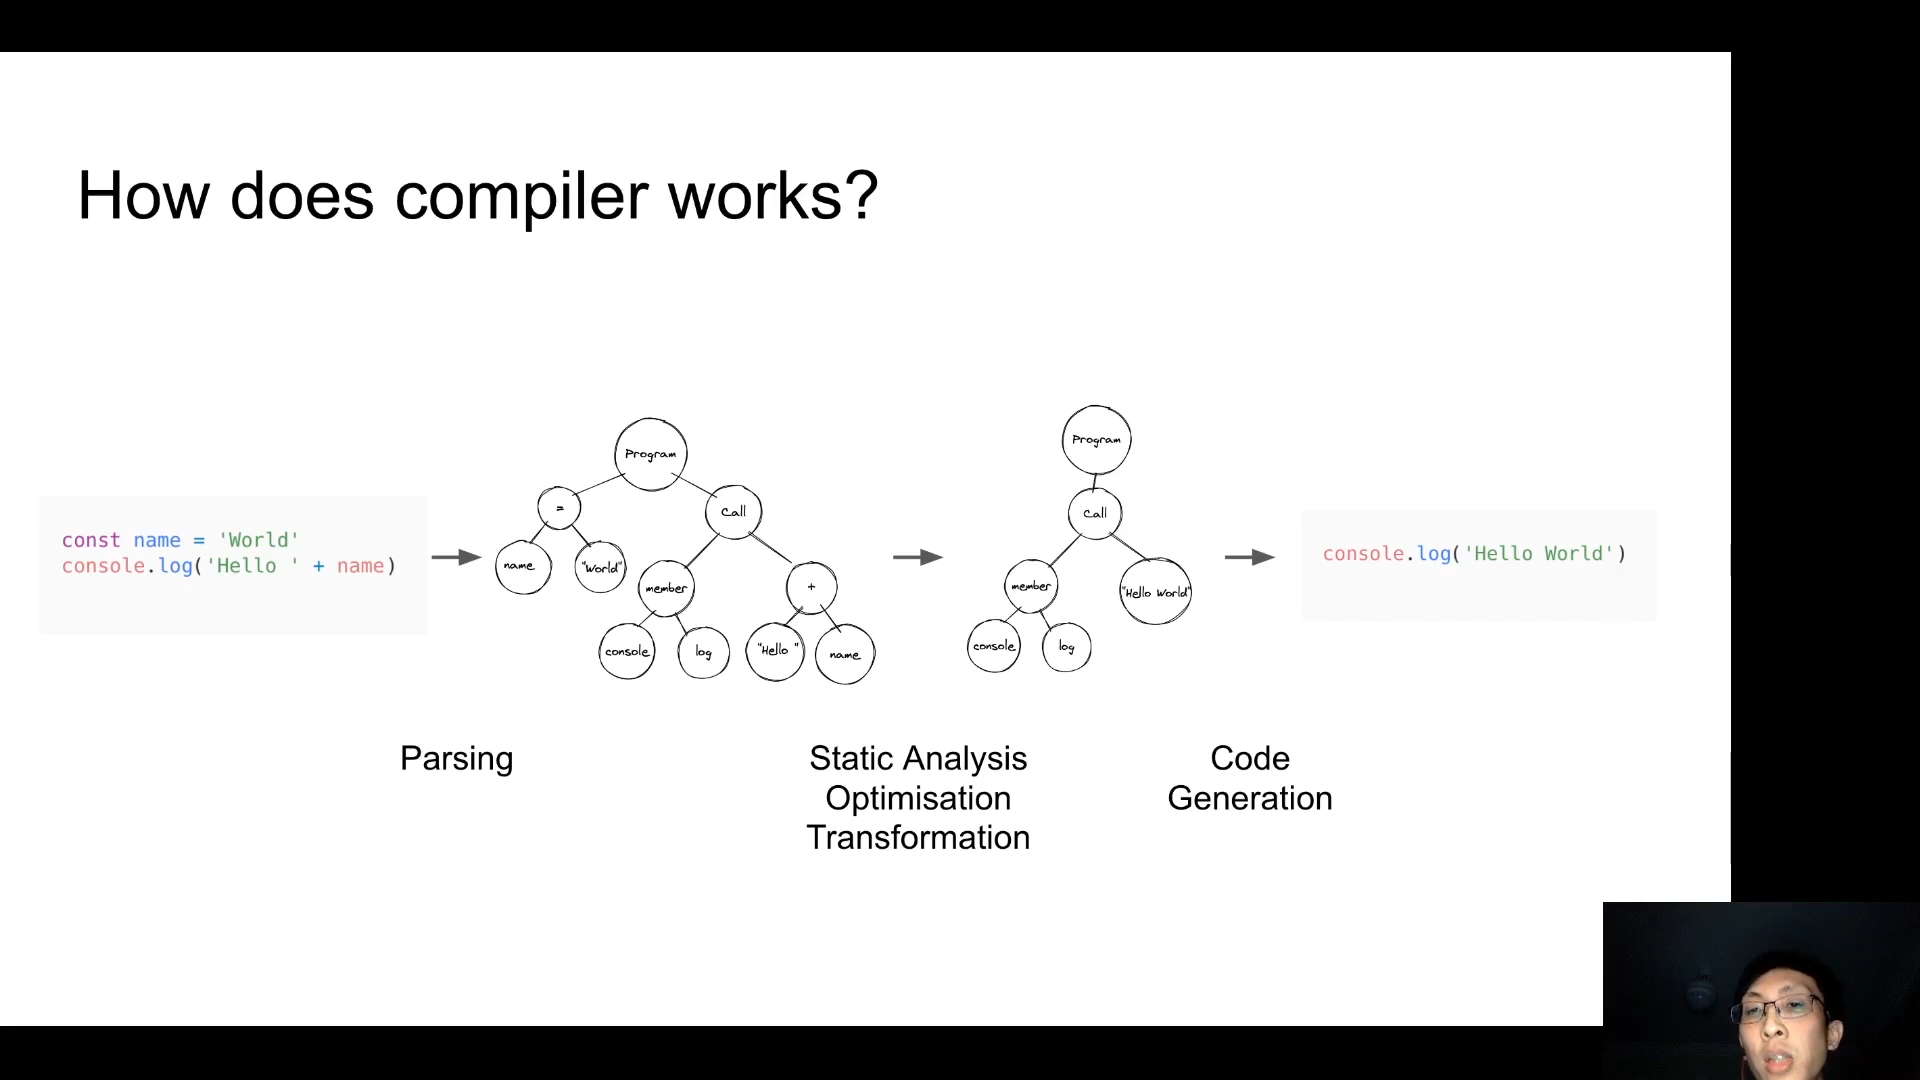 How does compiler works?
const name = 'World'
console.log('Hello ' + name)
Program
=
Call
name
"World"
member
+
console
log
"Hello "
name
Program
Call
member
"Hello World"
console
log
console.log('Hello World')
Parsing
Static Analysis
Optimisation
Transformation
Code
Generation